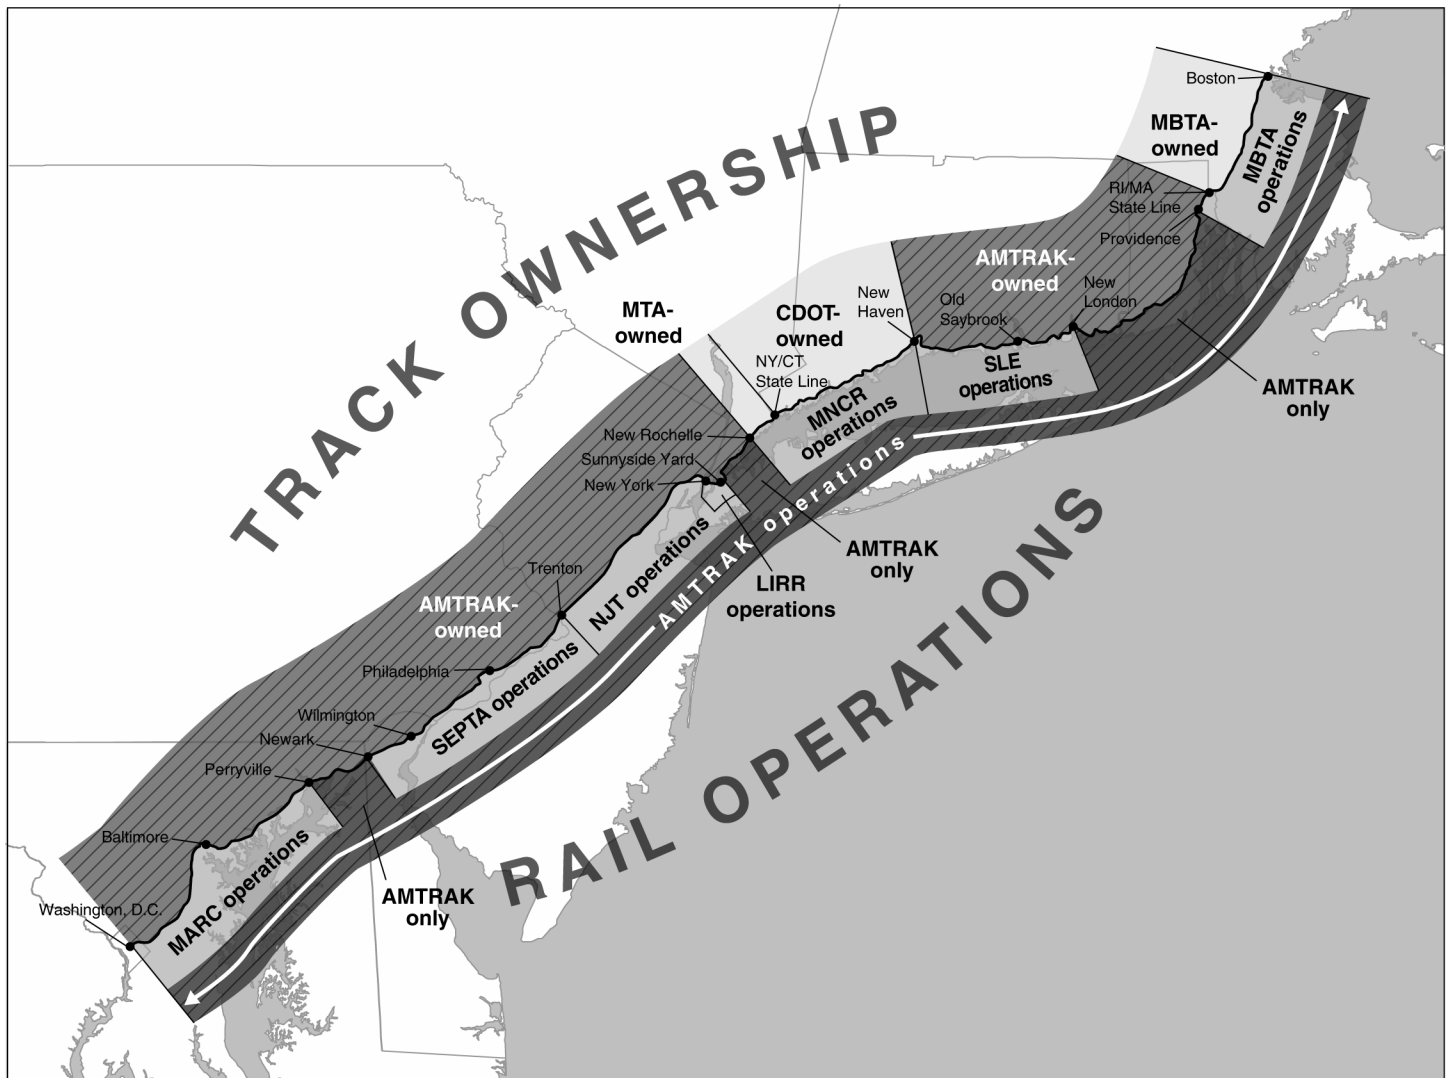 TRACK OWNERSHIP
Boston
MBTA-
owned
MBTA
operations
RI/MA
State Line
Providence
AMTRAK-
owned
New
London
Old
Saybrook
New
Haven
MTA-
owned
CDOT-
owned
NY/CT
State Line
SLE
operations
MNCR
operations
AMTRAK
only
New Rochelle
Sunnyside Yard
New York
AMTRAK operations
AMTRAK
only
LIRR
operations
NJT operations
Trenton
AMTRAK-
owned
Philadelphia
SEPTA operations
Wilmington
Newark
Perryville
Baltimore
MARC operations
AMTRAK
only
Washington, D.C.
RAIL OPERATIONS